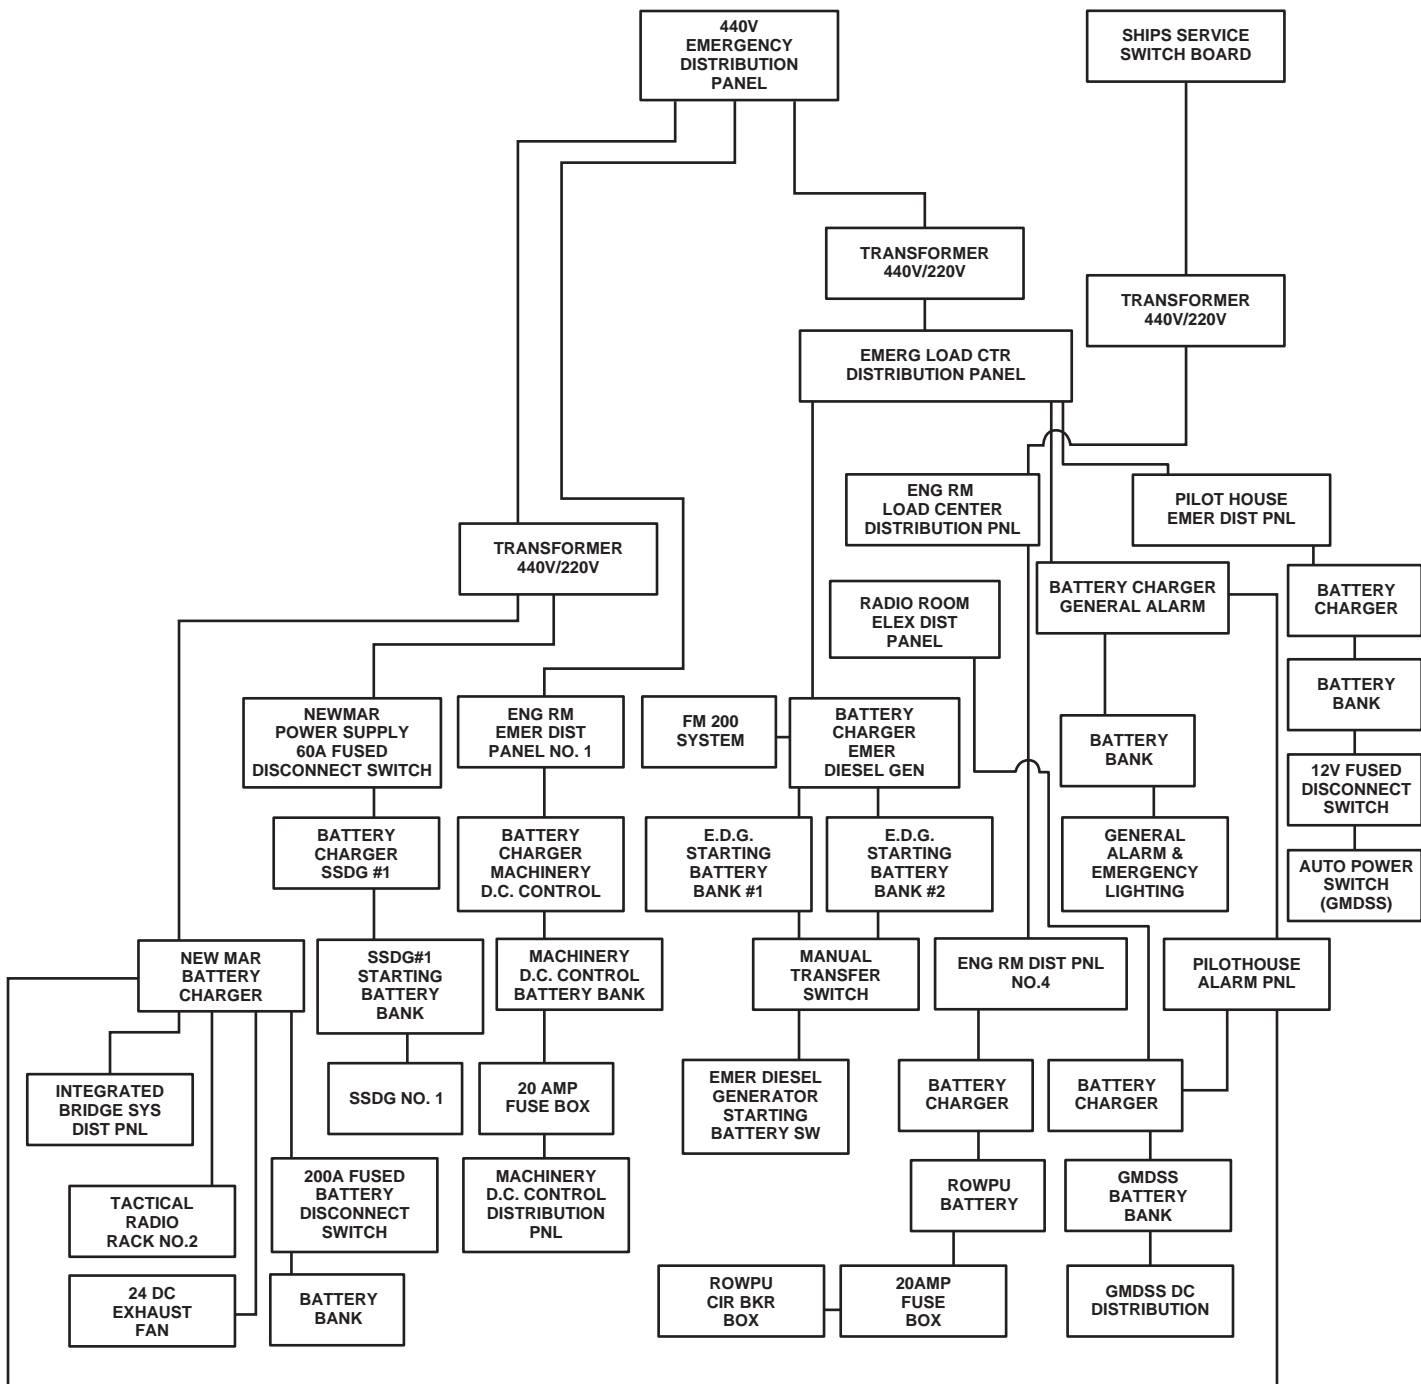 440V
EMERGENCY
DISTRIBUTION
PANEL
SHIPS SERVICE
SWITCH BOARD
TRANSFORMER
440V/220V
TRANSFORMER
440V/220V
EMERG LOAD CTR
DISTRIBUTION PANEL
ENG RM
LOAD CENTER
DISTRIBUTION PNL
PILOT HOUSE
EMER DIST PNL
TRANSFORMER
440V/220V
RADIO ROOM
ELEX DIST
PANEL
BATTERY CHARGER
GENERAL ALARM
BATTERY
CHARGER
NEWMAR
POWER SUPPLY
60A FUSED
DISCONNECT SWITCH
ENG RM
EMER DIST
PANEL NO. 1
FM 200
SYSTEM
BATTERY
CHARGER
EMER
DIESEL GEN
BATTERY
BANK
BATTERY
BANK
12V FUSED
DISCONNECT
SWITCH
BATTERY
CHARGER
SSDG #1
BATTERY
CHARGER
MACHINERY
D.C. CONTROL
E.D.G.
STARTING
BATTERY
BANK #1
E.D.G.
STARTING
BATTERY
BANK #2
GENERAL
ALARM &
EMERGENCY
LIGHTING
AUTO POWER
SWITCH
(GMDSS)
NEW MAR
BATTERY
CHARGER
SSDG#1
STARTING
BATTERY
BANK
MACHINERY
D.C. CONTROL
BATTERY BANK
MANUAL
TRANSFER
SWITCH
ENG RM DIST PNL
NO.4
PILOTHOUSE
ALARM PNL
INTEGRATED
BRIDGE SYS
DIST PNL
SSDG NO. 1
20 AMP
FUSE BOX
EMER DIESEL
GENERATOR
STARTING
BATTERY SW
BATTERY
CHARGER
BATTERY
CHARGER
TACTICAL
RADIO
RACK NO.2
200A FUSED
BATTERY
DISCONNECT
SWITCH
MACHINERY
D.C. CONTROL
DISTRIBUTION
PNL
ROWPU
BATTERY
GMDSS
BATTERY
BANK
24 DC
EXHAUST
FAN
BATTERY
BANK
ROWPU
CIR BKR
BOX
20AMP
FUSE
BOX
GMDSS DC
DISTRIBUTION